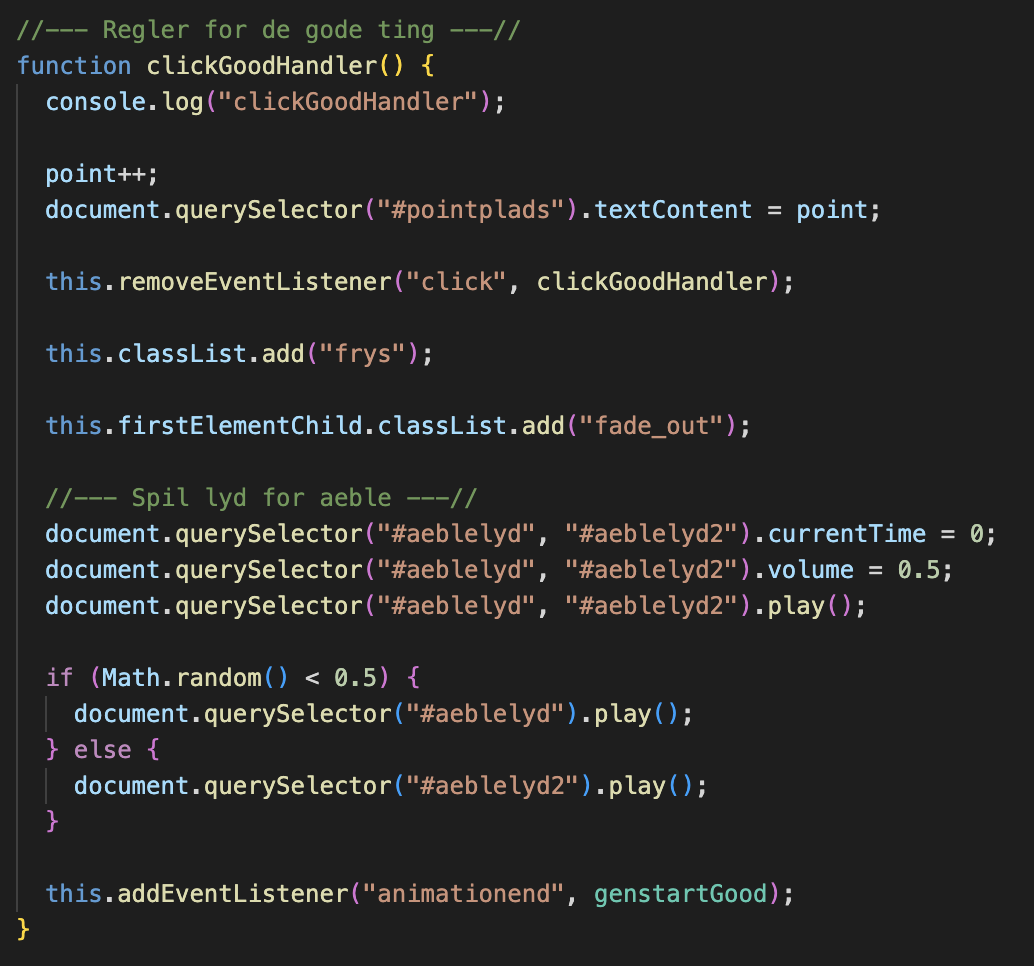 //--- Regler for de gode ting ---//
function clickGoodHandler() {
  console.log("clickGoodHandler");

  point++;
  document.querySelector("#pointplads").textContent = point;

  this.removeEventListener("click", clickGoodHandler);

  this.classList.add("frys");

  this.firstElementChild.classList.add("fade_out");

  //--- Spil lyd for aeble ---//
  document.querySelector("#aeblelyd", "#aeblelyd2").currentTime = 0;
  document.querySelector("#aeblelyd", "#aeblelyd2").volume = 0.5;
  document.querySelector("#aeblelyd", "#aeblelyd2").play();

  if (Math.random() < 0.5) {
    document.querySelector("#aeblelyd").play();
  } else {
    document.querySelector("#aeblelyd2").play();
  }

  this.addEventListener("animationend", genstartGood);
}